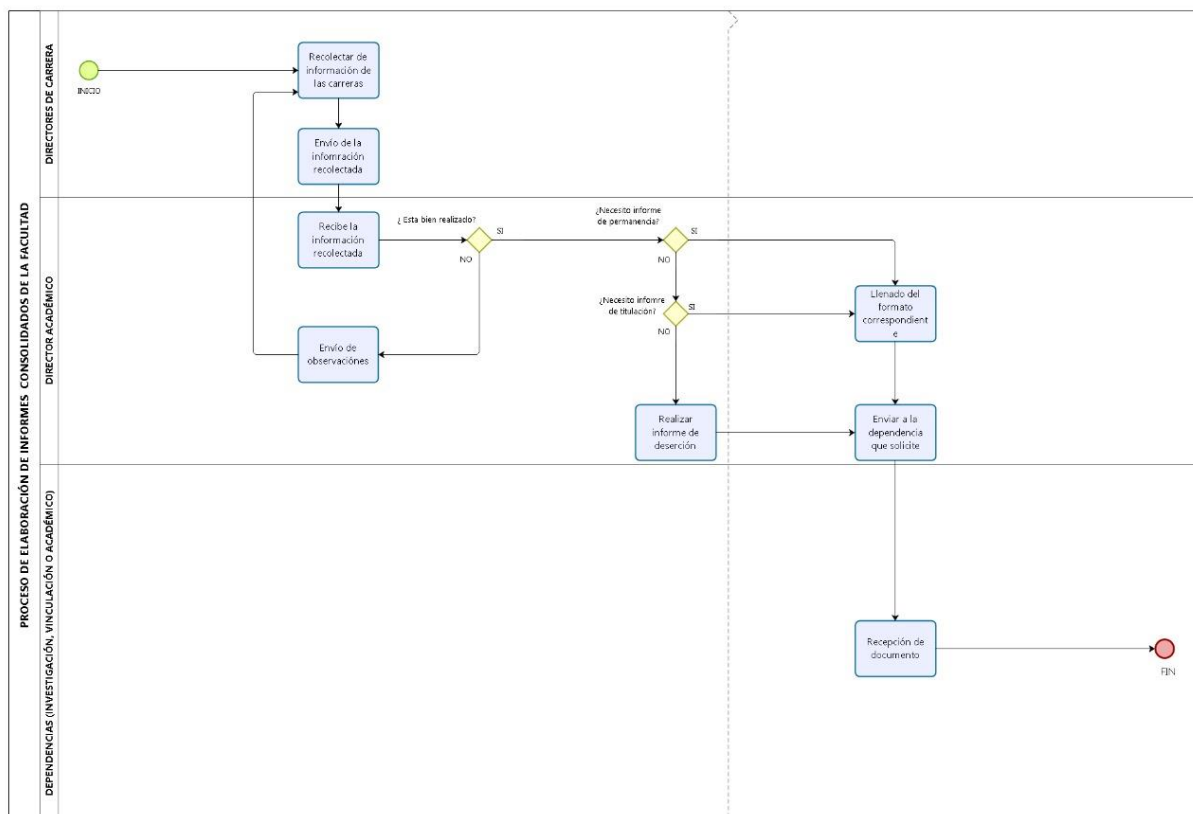 PROCESO DE ELABORACIÓN DE INFORMES CONSOLIDADOS DE LA FACULTAD
DIRECTORES DE CARRERA
INICIO
Recolectar de
información de
las carreras
Envío de la
infomración
recolectada
DIRECTOR ACADÉMICO
Recibe la
información
recolectada
¿ Esta bien realizado?
SI
NO
¿Necesito informe
de permanencia?
SI
NO
¿Necesito infomre
de titulación?
SI
NO
Llenado del
formato
correspondient
e
Envío de
observaciónes
Realizar
informe de
deserción
Enviar a la
dependencia
que solicite
DEPENDENCIAS (INVESTIGACIÓN, VINCULACIÓN O ACADÉMICO)
Recepción de
documento
FIN